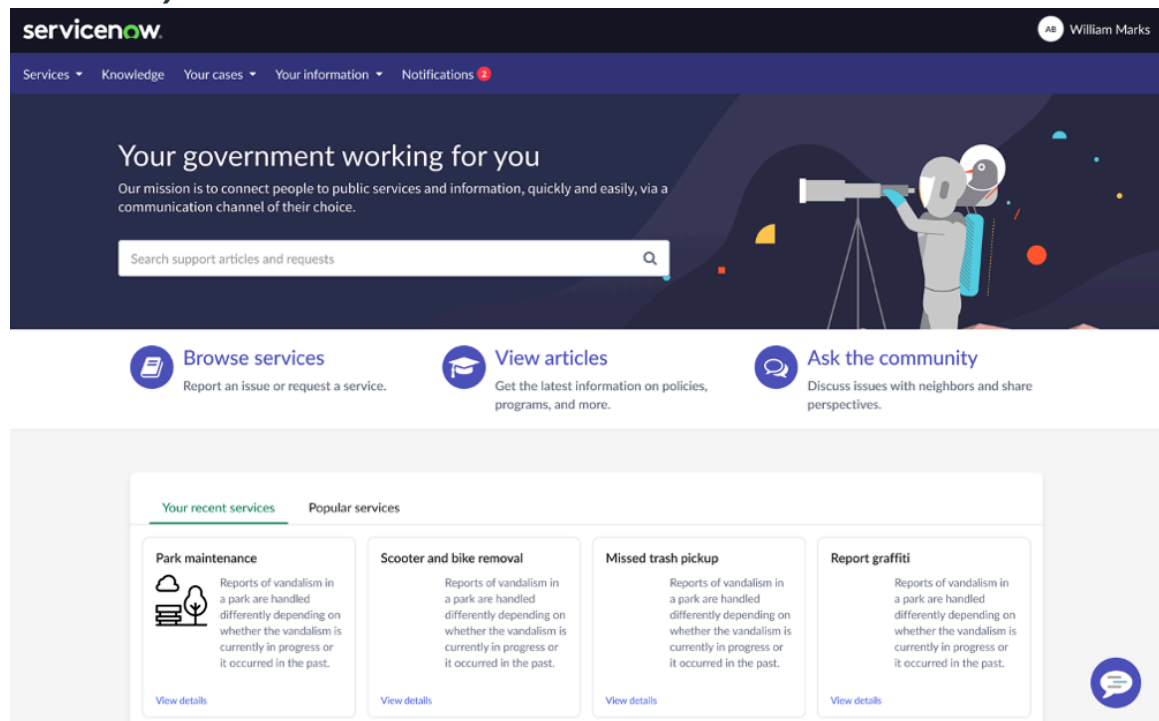 servicenow.
AB William Marks
Services Knowledge Your cases Your information Notifications 2
Your government working for you
Our mission is to connect people to public services and information, quickly and easily, via a
communication channel of their choice.
Search support articles and requests
Browse services
Report an issue or request a service.
View articles
Get the latest information on policies,
programs, and more.
Ask the community
Discuss issues with neighbors and share
perspectives.
Your recent services Popular services
Park maintenance
Reports of vandalism in
a park are handled
differently depending on
whether the vandalism is
currently in progress or
it occurred in the past.
View details
Scooter and bike removal
Reports of vandalism in
a park are handled
differently depending on
whether the vandalism is
currently in progress or
it occurred in the past.
View details
Missed trash pickup
Reports of vandalism in
a park are handled
differently depending on
whether the vandalism is
currently in progress or
it occurred in the past.
View details
Report graffiti
Reports of vandalism in
a park are handled
differently depending on
whether the vandalism is
currently in progress or
it occurred in the past.
View details